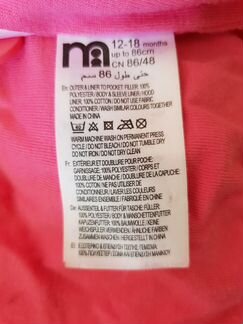 m
12-18 months
up to 86cm
CN 86/48
حتى طول 86 سم
EN: OUTER & LINER TO POCKET: FILLER: 100%
POLYESTER / BODY & SLEEVE LINER / HOOD
LINER: 100% COTTON / DO NOT USE FABRIC
CONDITIONER / WASH SIMILAR COLOURS TOGETHER
WARM MACHINE WASH ON PERMANENT PRESS
CYCLE / DO NOT BLEACH / DO NOT TUMBLE DRY
DO NOT IRON / DO NOT DRY CLEAN
Fr: EXTÉRIEUR ET DOUBLURE POUR POCHE:
GARNISSAGE: 100% POLYESTER / CORPS ET
DOUBLURE DE MANCHE / DOUBLURE DE LA CAPUCHE:
100% COTON / NE PAS UTILISER DE
CONDITIONNEUR / LAVER LES COULEURS
SIMILAIRES ENSEMBLE / FABRIQUÉ EN CHINE
De: AUSSENTEIL & FUTTER FÜR TASCHE: FÜLLER:
100% POLYESTER / BODY & MANSCHETTENFUTTER
KAPUZENFUTTER: 100% BAUMWOLLE / KEINE
WEICHSPÜLER VERWENDEN / ÄHNLICHE FARBEN
ZUSAMMEN WASCHEN / HERGESTELLT IN CHINA